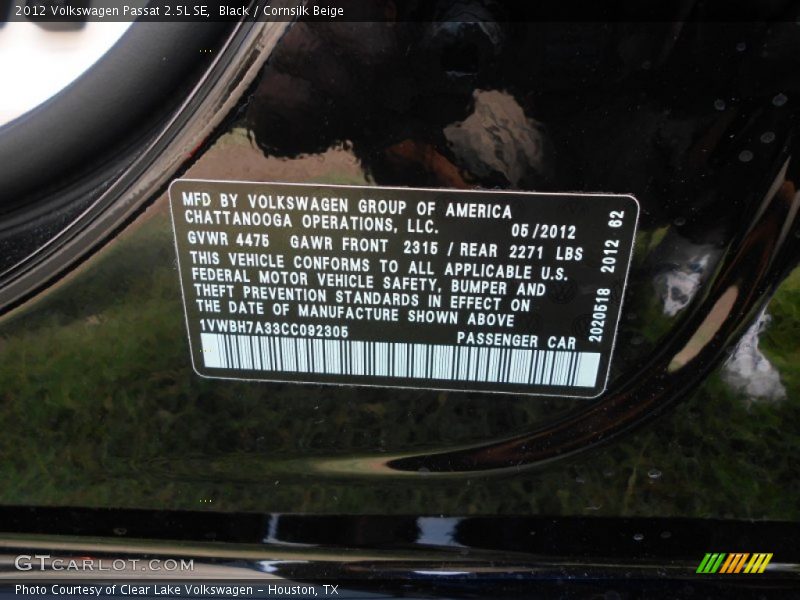 2012 Volkswagen Passat 2.5L SE,  Black / Cornsilk Beige
MFD BY VOLKSWAGEN GROUP OF AMERICA
CHATTANOOGA OPERATIONS, LLC. 05/2012
GVWR 4475 GAWR FRONT 2315 / REAR 2271 LBS
THIS VEHICLE CONFORMS TO ALL APPLICABLE U.S.
FEDERAL MOTOR VEHICLE SAFETY, BUMPER AND
THEFT PREVENTION STANDARDS IN EFFECT ON
THE DATE OF MANUFACTURE SHOWN ABOVE
1VWBH7A33CC092305 PASSENGER CAR
2020518 2012 62
GTCARLOT.COM
Photo Courtesy of Clear Lake Volkswagen - Houston, TX